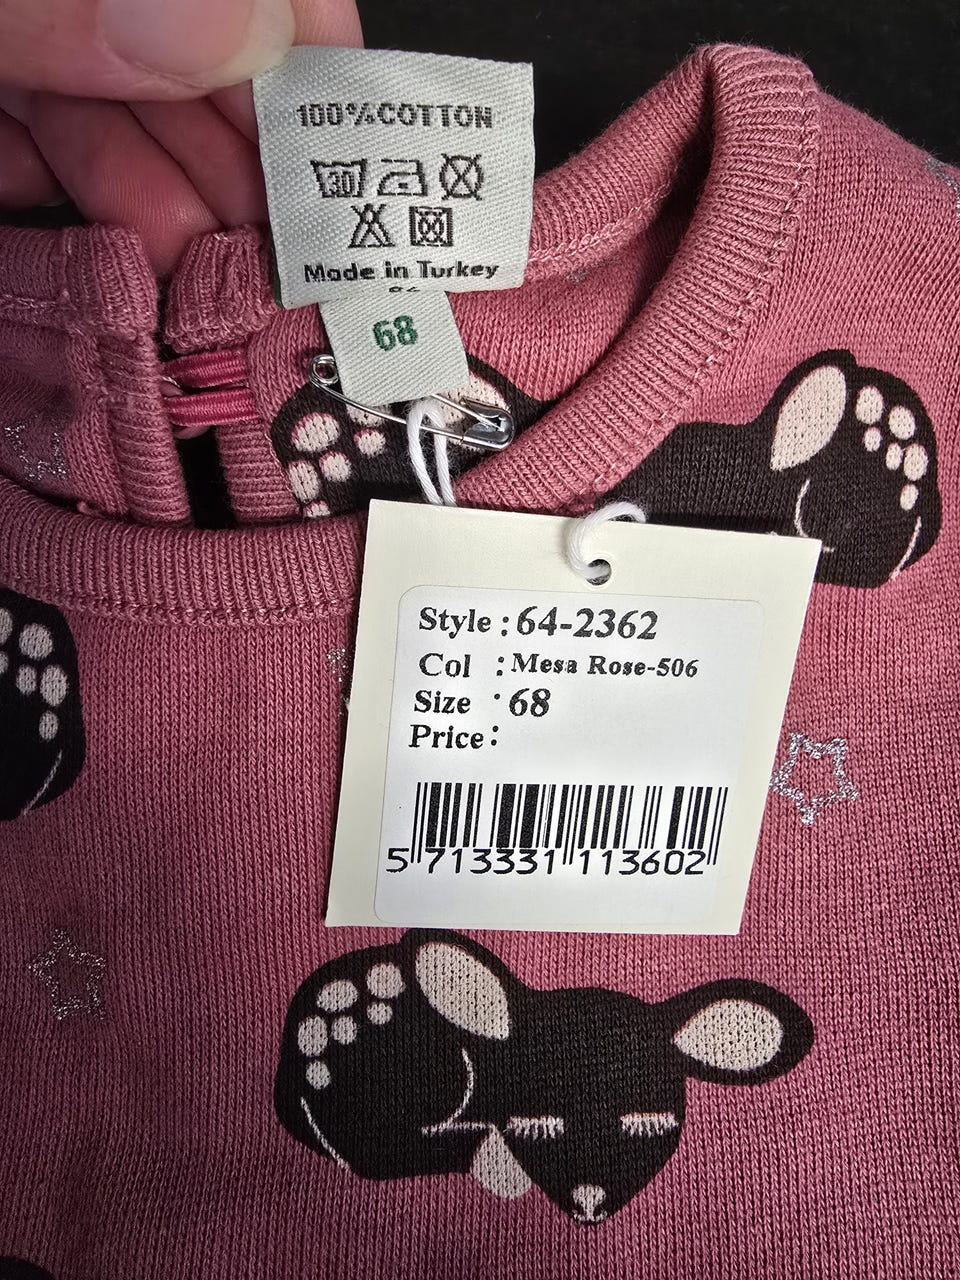 100%COTTON
30
Made in Turkey
68
Style : 64-2362
Col : Mesa Rose-506
Size : 68
Price :
5 713331 113602